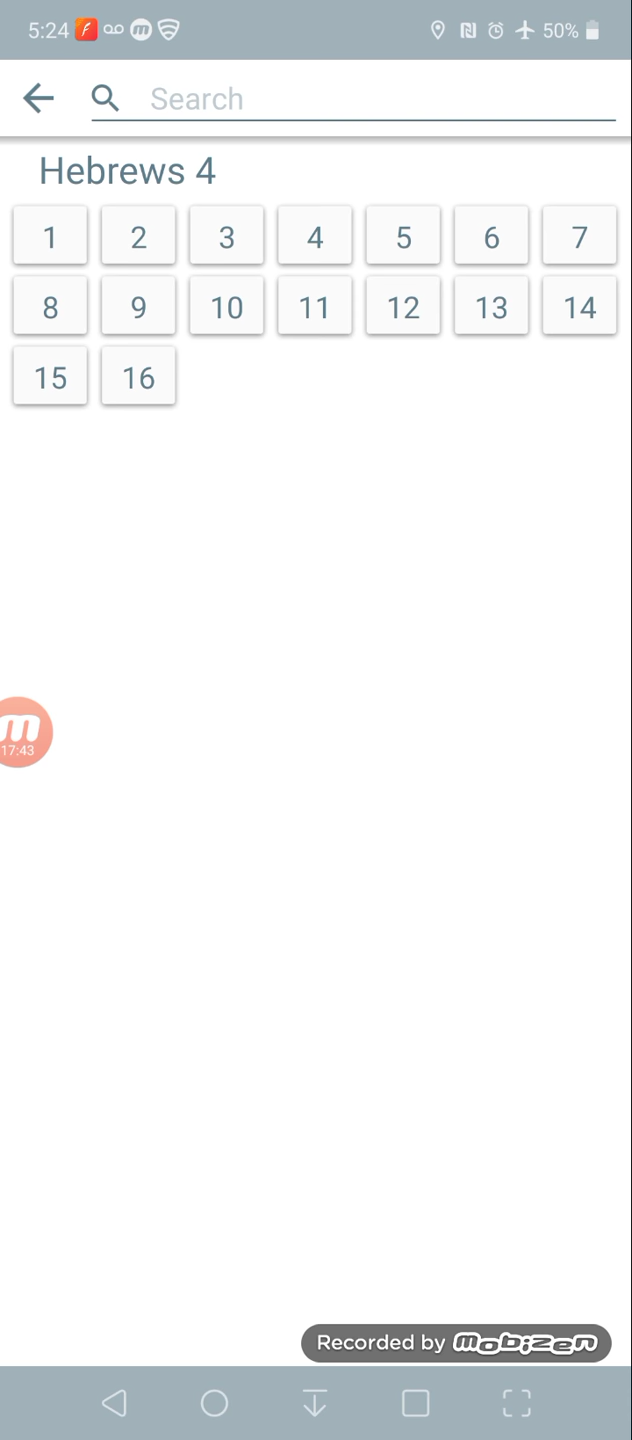 5:24 50%
Search
Hebrews 4
1 2 3 4 5 6 7
8 9 10 11 12 13 14
15 16
m
17:43
Recorded by mobizen